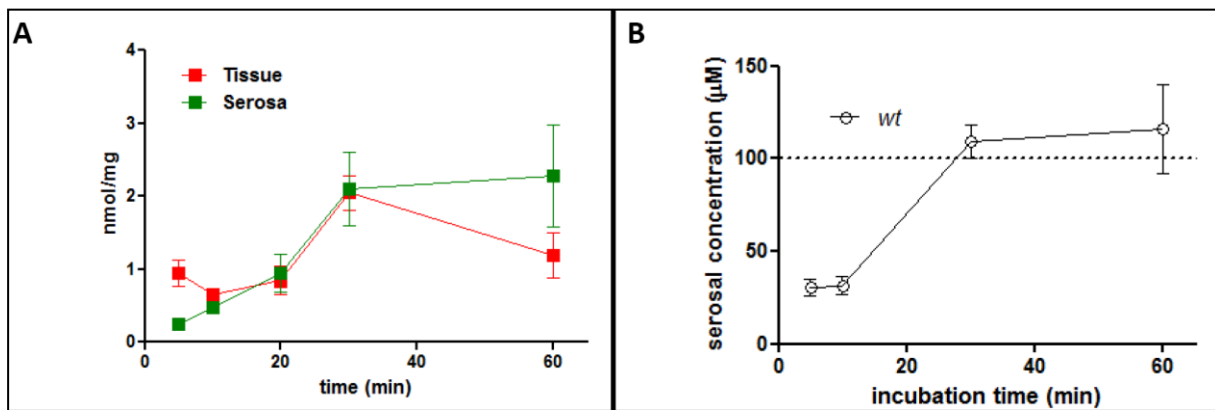 A
4
3
2
1
0
nmol/mg
Tissue
Serosa
0
20
40
60
time (min)
B
150
100
50
0
serosal concentration (μM)
wt
0
20
40
60
incubation time (min)